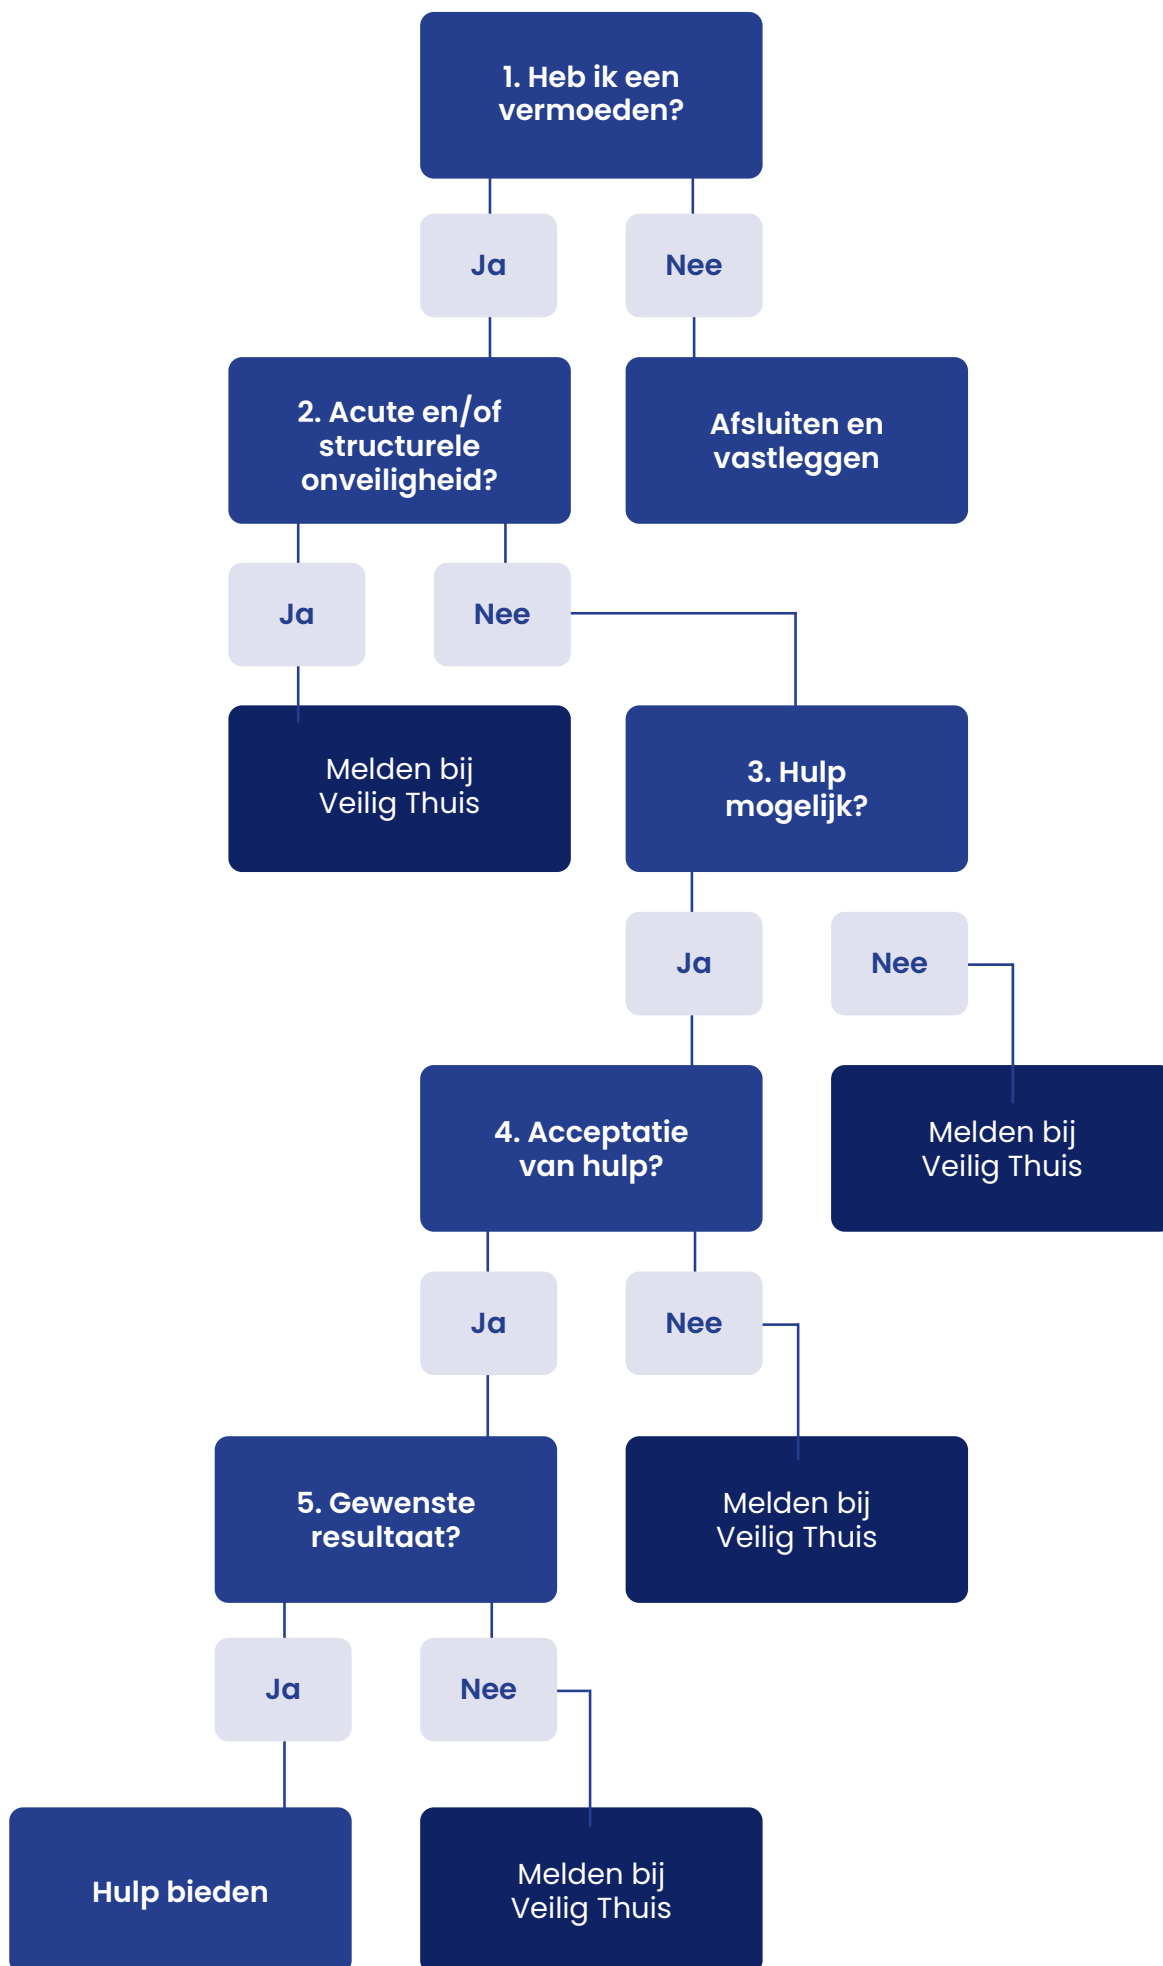 1. Heb ik een
vermoeden?
Ja
Nee
2. Acute en/of
structurele
onveiligheid?
Afsluiten en
vastleggen
Ja
Nee
Melden bij
Veilig Thuis
3. Hulp
mogelijk?
Ja
Nee
4. Acceptatie
van hulp?
Melden bij
Veilig Thuis
Ja
Nee
5. Gewenste
resultaat?
Melden bij
Veilig Thuis
Ja
Nee
Hulp bieden
Melden bij
Veilig Thuis